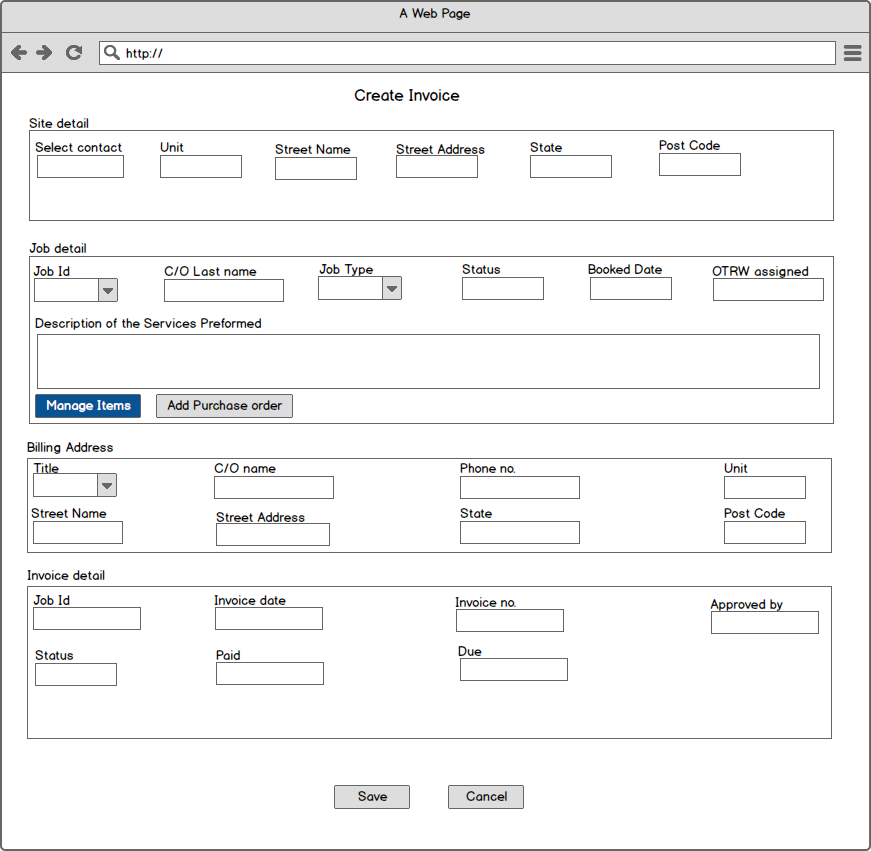 A Web Page
http://
Create Invoice
Site detail
Select contact Unit Street Name Street Address State Post Code
Job detail
Job Id C/O Last name Job Type Status Booked Date OTRW assigned
Description of the Services Preformed
Manage Items Add Purchase order
Billing Address
Title C/O name Phone no. Unit
Street Name Street Address State Post Code
Invoice detail
Job Id Invoice date Invoice no. Approved by
Status Paid Due
Save Cancel